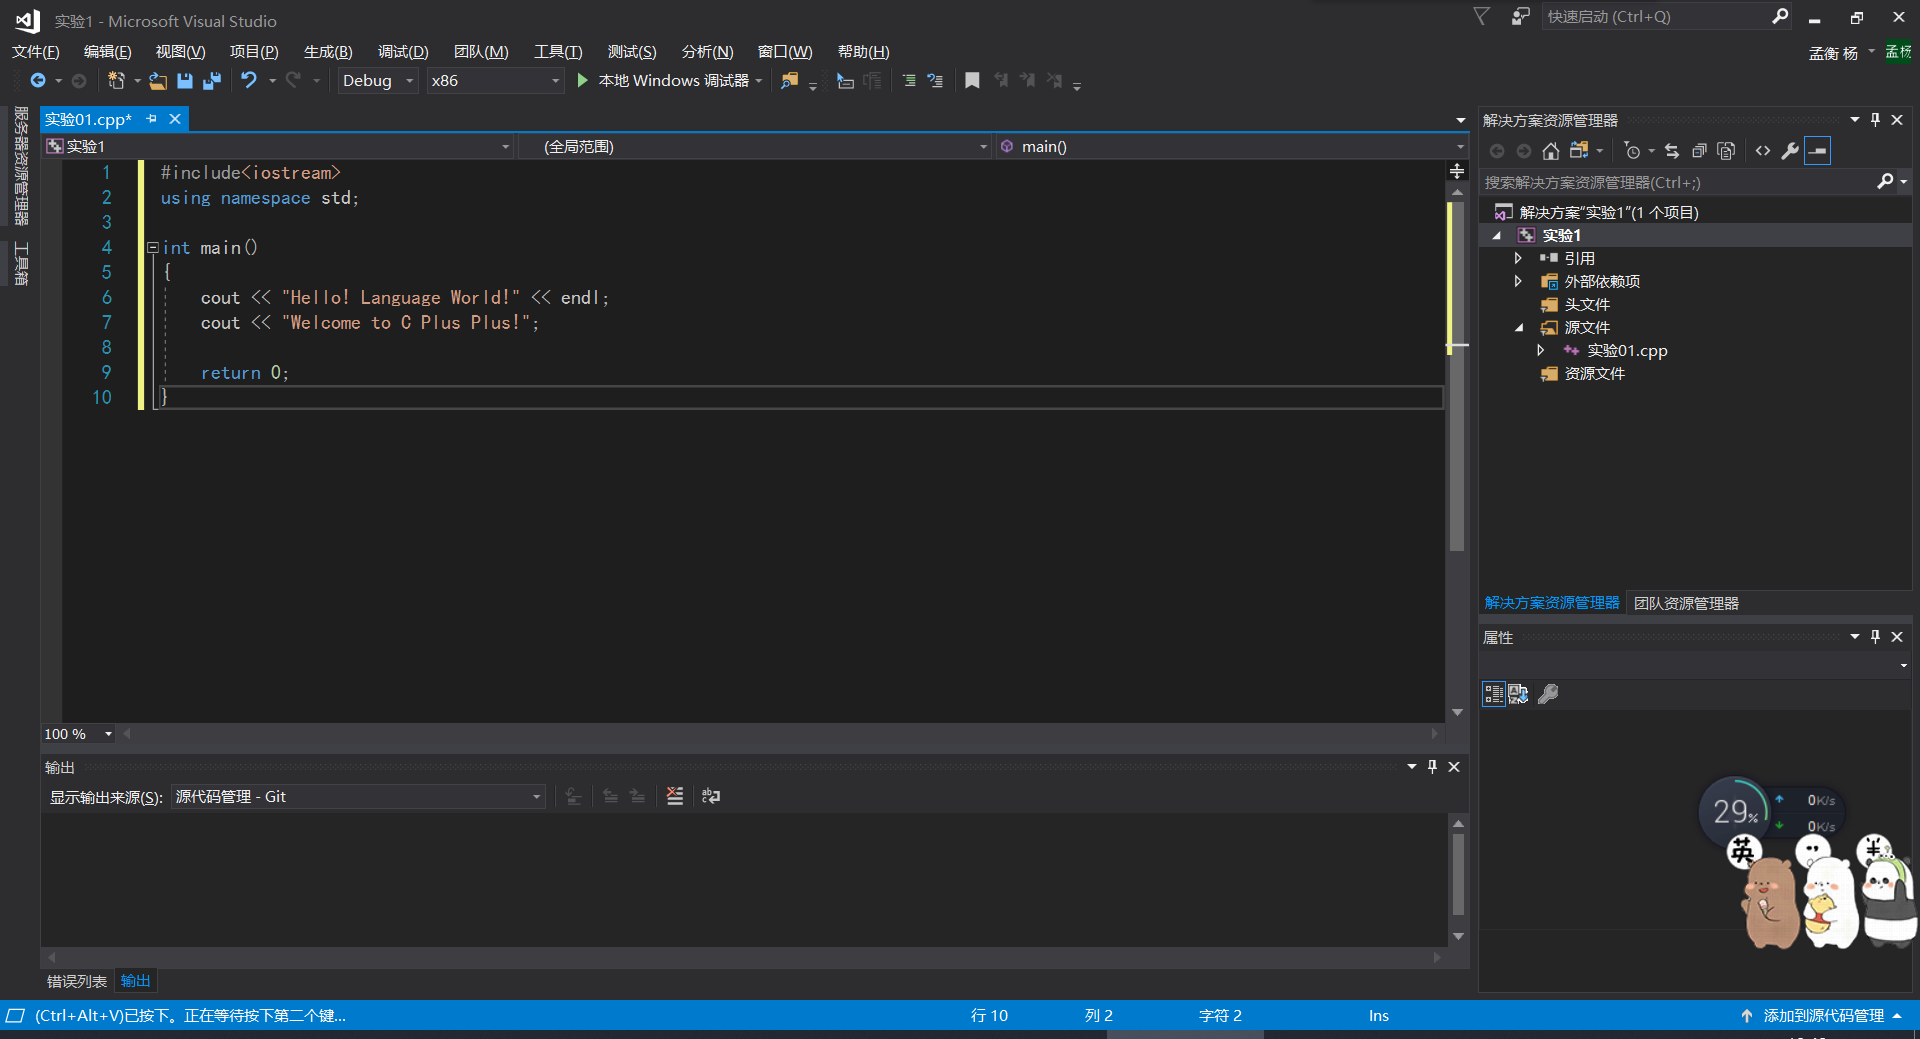 实验1 - Microsoft Visual Studio
快速启动 (Ctrl+Q)
文件(F) 编辑(E) 视图(V) 项目(P) 生成(B) 调试(D) 团队(M) 工具(T) 测试(S) 分析(N) 窗口(W) 帮助(H)
孟衡 杨 孟杨
Debug x86 本地 Windows 调试器
服务器资源管理器
工具箱
实验01.cpp*
实验1 (全局范围) main()
1 #include<iostream>
2 using namespace std;
3
4 int main()
5 {
6 cout << "Hello! Language World!" << endl;
7 cout << "Welcome to C Plus Plus!";
8
9 return 0;
10 }
100 %
输出
显示输出来源(S): 源代码管理 - Git
错误列表 输出
解决方案资源管理器
搜索解决方案资源管理器(Ctrl+;)
解决方案"实验1"(1 个项目)
实验1
引用
外部依赖项
头文件
源文件
实验01.cpp
资源文件
解决方案资源管理器 团队资源管理器
属性
29%
0K/s
0K/s
英 半
(Ctrl+Alt+V)已按下。正在等待按下第二个键... 行 10 列 2 字符 2 Ins 添加到源代码管理